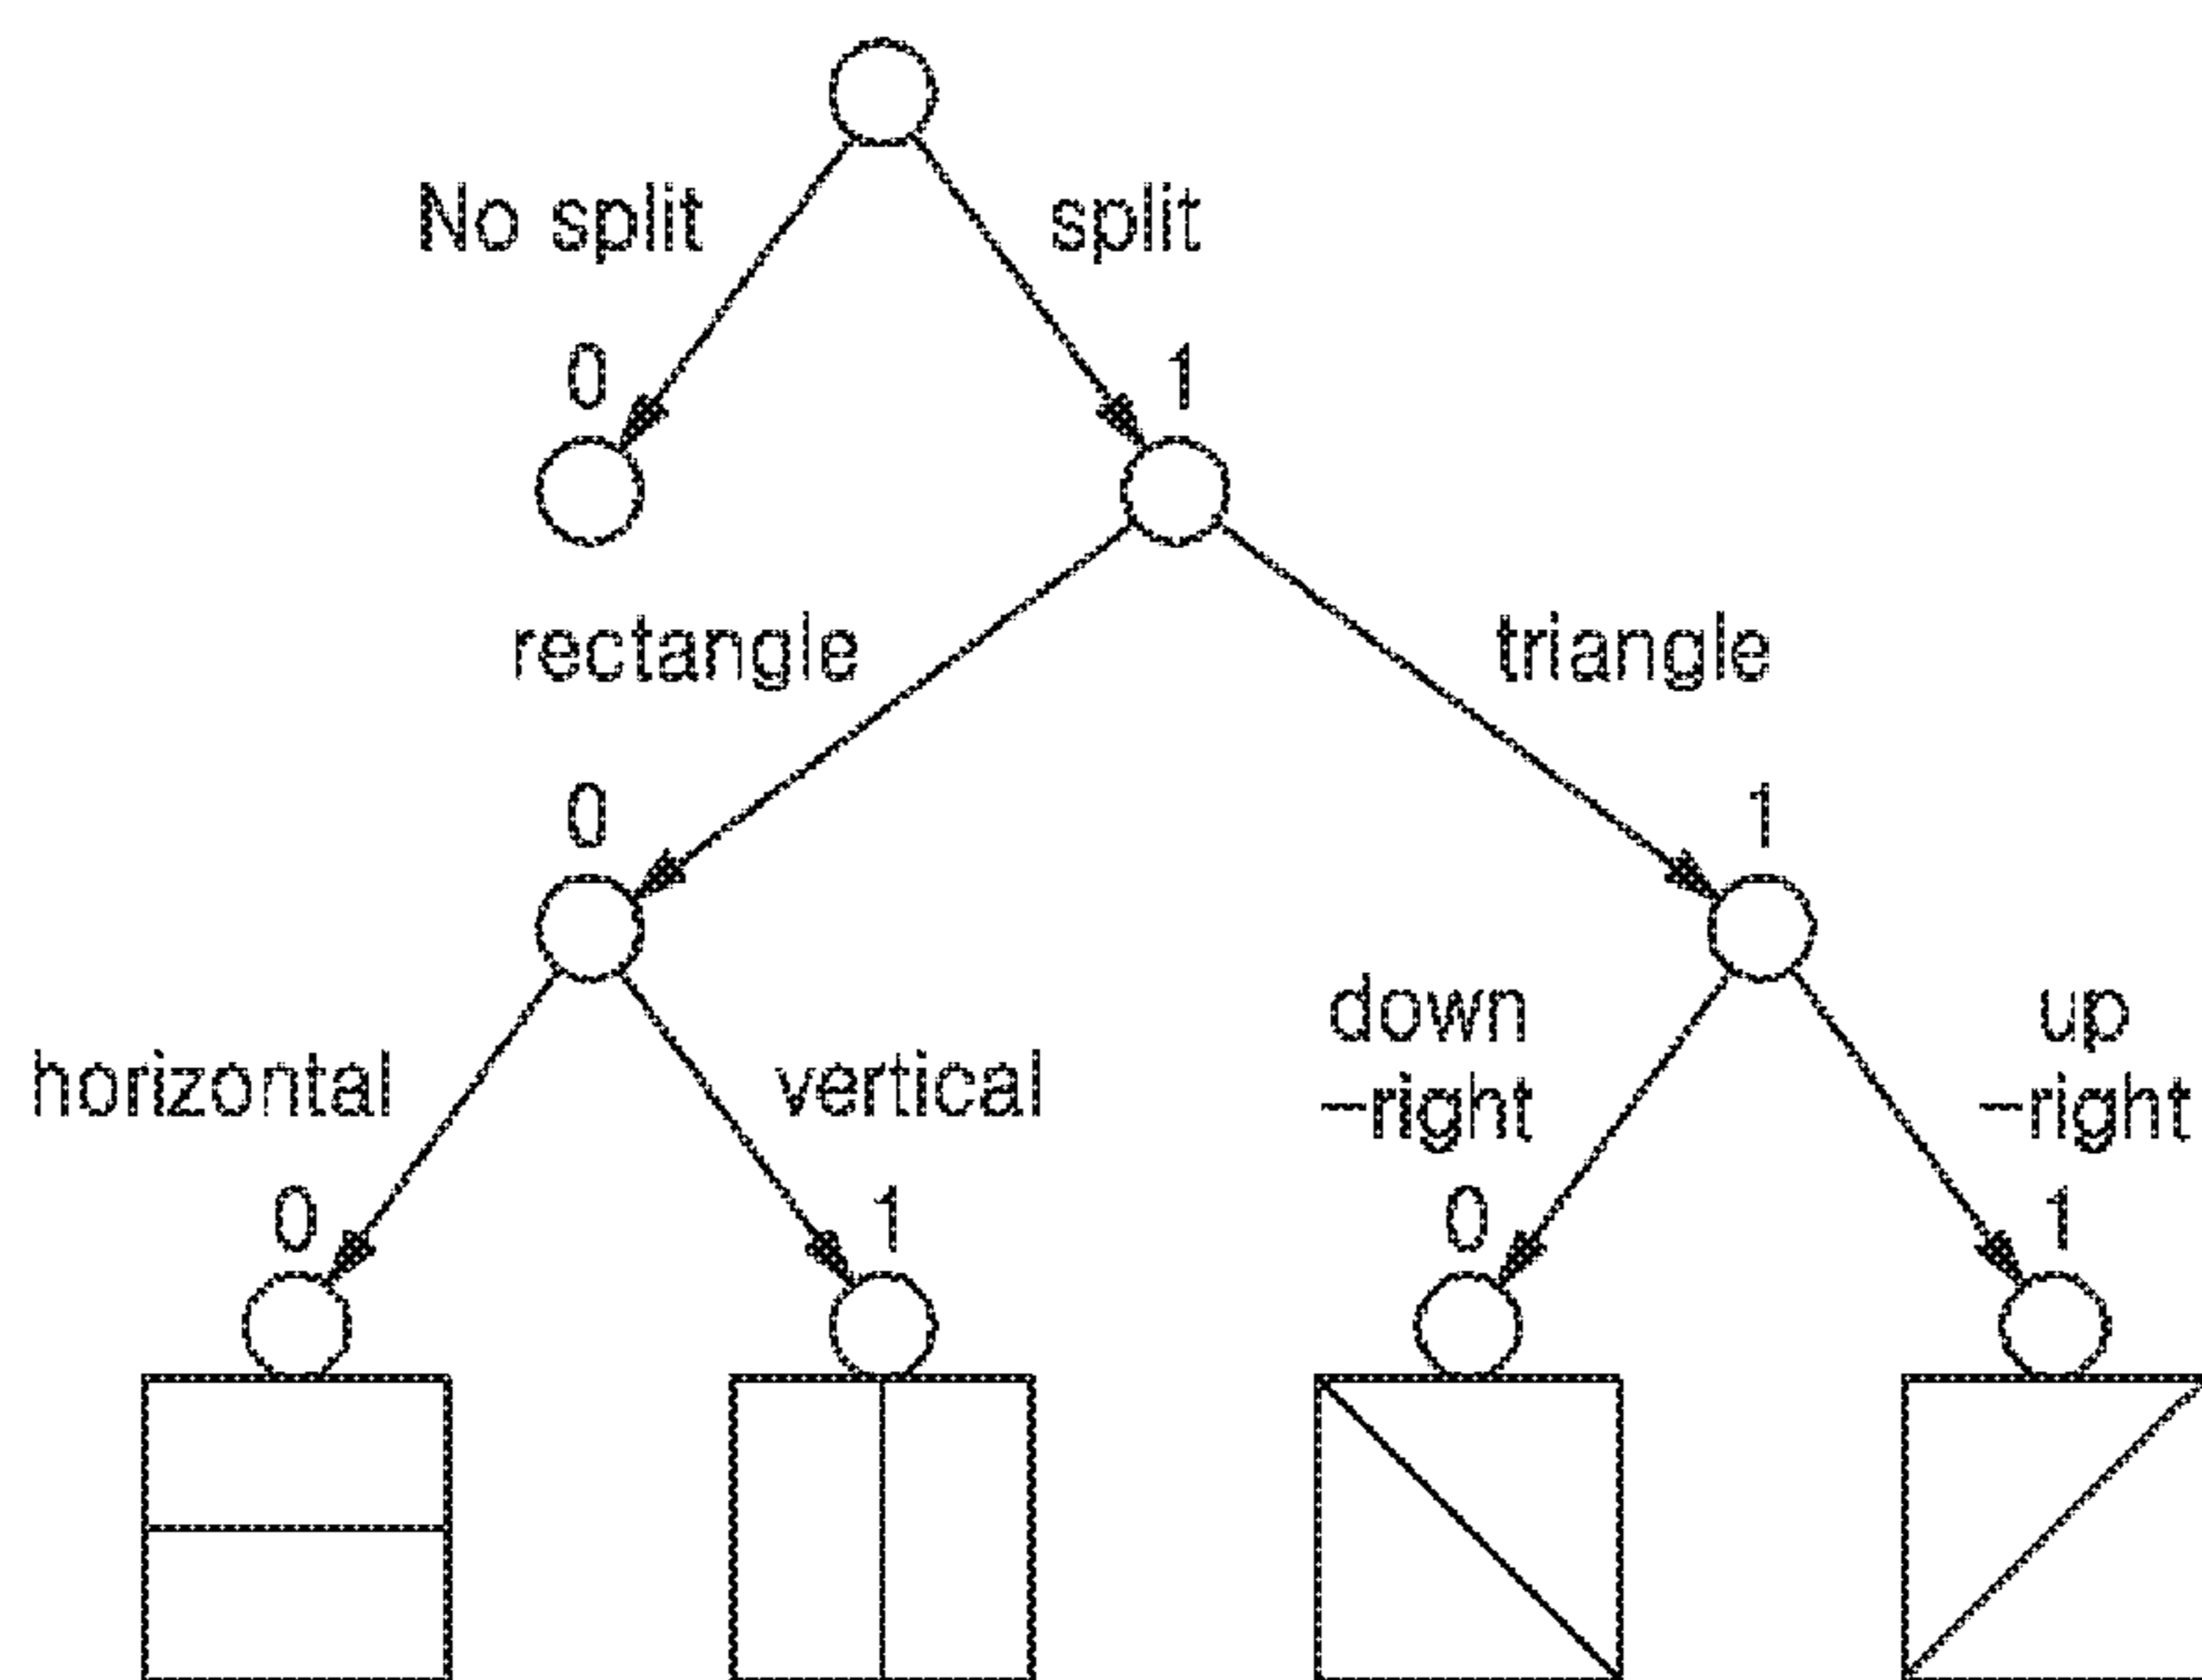 No split
split
0
1
rectangle
triangle
0
1
horizontal
vertical
down
-right
up
-right
0
1
0
1